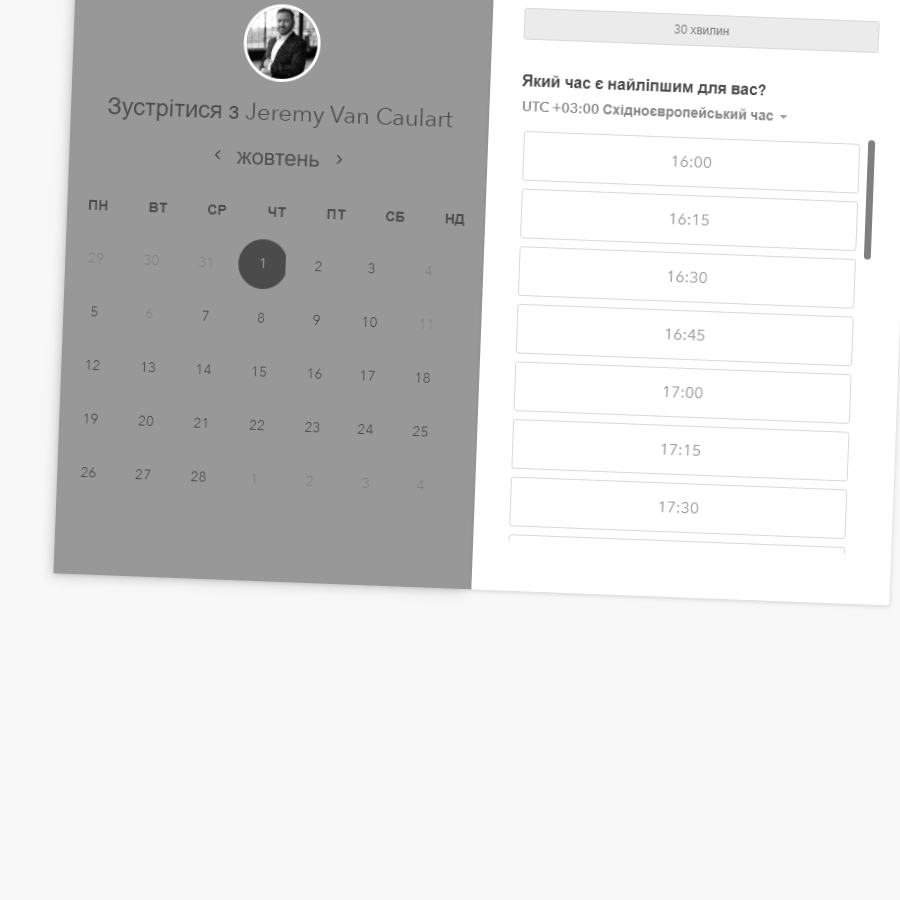 Зустрітися з Jeremy Van Caulart
‹ жовтень ›
ПН ВТ СР ЧТ ПТ СБ НД
29 30 31 1 2 3 4
5 6 7 8 9 10 11
12 13 14 15 16 17 18
19 20 21 22 23 24 25
26 27 28 1 2 3 4
30 хвилин
Який час є найліпшим для вас?
UTC +03:00 Східноєвропейський час
16:00
16:15
16:30
16:45
17:00
17:15
17:30